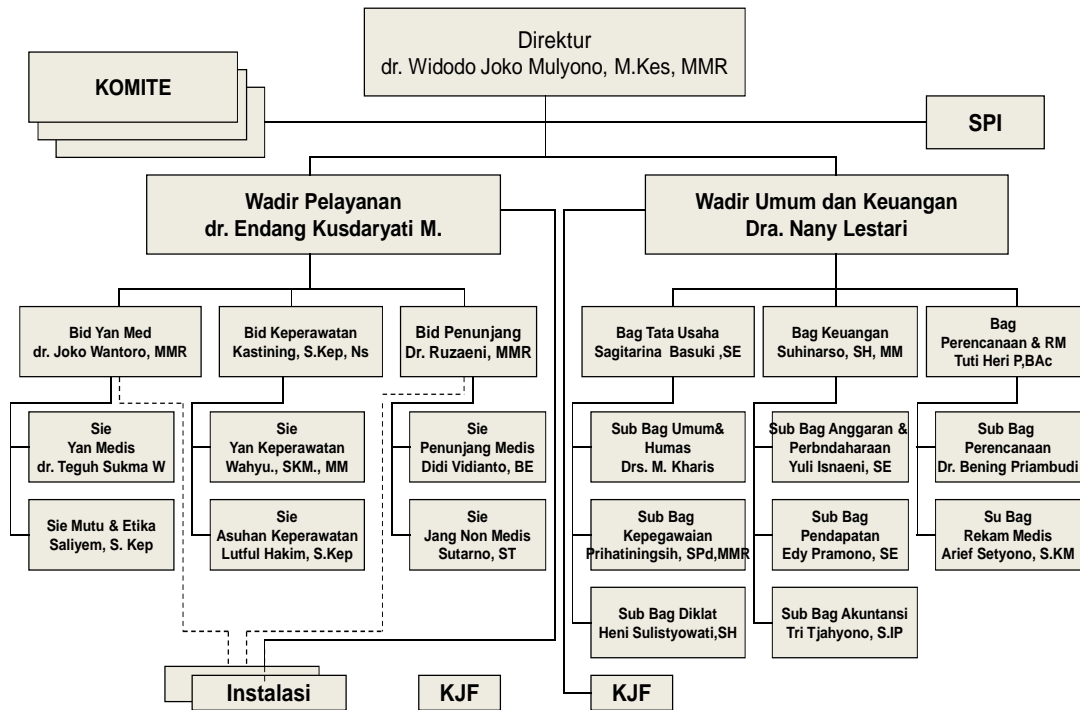 Direktur
dr. Widodo Joko Mulyono, M.Kes, MMR
KOMITE
SPI
Wadir Pelayanan
dr. Endang Kusdaryati M.
Wadir Umum dan Keuangan
Dra. Nany Lestari
Bid Yan Med
dr. Joko Wantoro, MMR
Bid Keperawatan
Kastining, S.Kep, Ns
Bid Penunjang
Dr. Ruzaeni, MMR
Bag Tata Usaha
Sagitarina Basuki ,SE
Bag Keuangan
Suhinarso, SH, MM
Bag
Perencanaan & RM
Tuti Heri P,BAc
Sie
Yan Medis
dr. Teguh Sukma W
Sie
Yan Keperawatan
Wahyu., SKM., MM
Sie
Penunjang Medis
Didi Vidianto, BE
Sub Bag Umum&
Humas
Drs. M. Kharis
Sub Bag Anggaran &
Perbndaharaan
Yuli Isnaeni, SE
Sub Bag
Perencanaan
Dr. Bening Priambudi
Sie Mutu & Etika
Saliyem, S. Kep
Sie
Asuhan Keperawatan
Lutful Hakim, S.Kep
Sie
Jang Non Medis
Sutarno, ST
Sub Bag
Kepegawaian
Prihatiningsih, SPd,MMR
Sub Bag
Pendapatan
Edy Pramono, SE
Su Bag
Rekam Medis
Arief Setyono, S.KM
Sub Bag Diklat
Heni Sulistyowati,SH
Sub Bag Akuntansi
Tri Tjahyono, S.IP
Instalasi
KJF
KJF